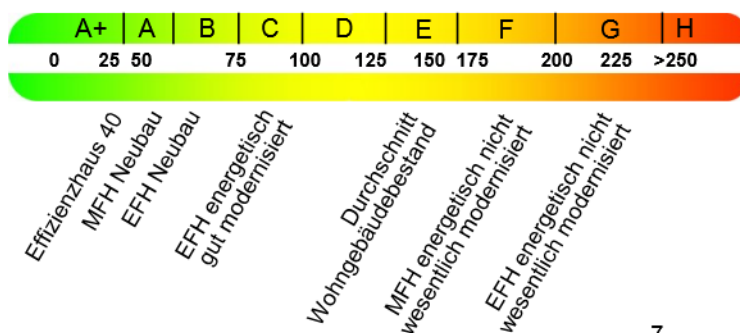 A+ A B C D E F G H
0 25 50 75 100 125 150 175 200 225 >250
Effizienzhaus 40
MFH Neubau
EFH Neubau
EFH energetisch
gut modernisiert
Durchschnitt
Wohngebäudebestand
MFH energetisch nicht
wesentlich modernisiert
EFH energetisch nicht
wesentlich modernisiert
7